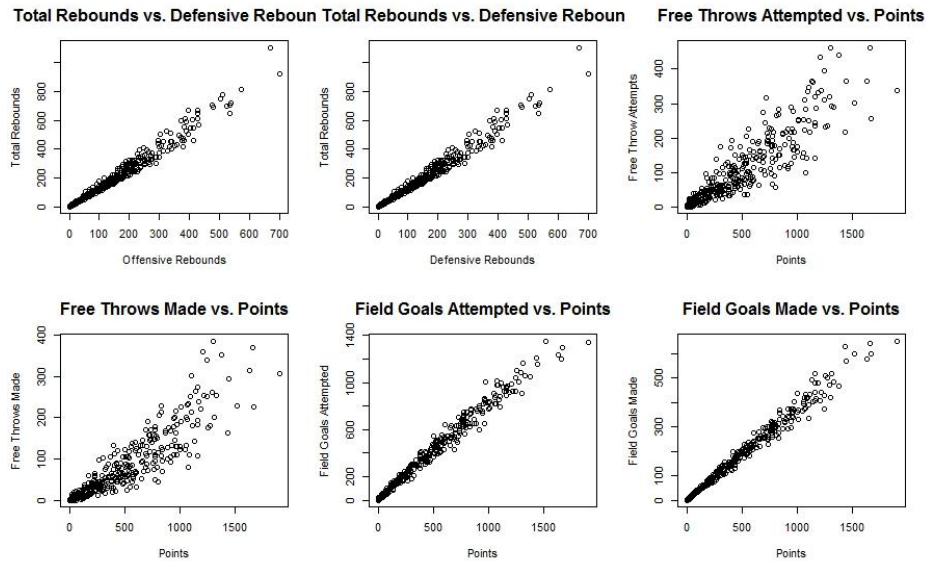 Total Rebounds vs. Defensive Reboun
Total Rebounds
0 200 400 600 800
0 100 200 300 400 500 600 700
Offensive Rebounds
Total Rebounds vs. Defensive Reboun
Total Rebounds
0 200 400 600 800
0 100 200 300 400 500 600 700
Defensive Rebounds
Free Throws Attempted vs. Points
Free Throw Attempts
0 100 200 300 400
0 500 1000 1500
Points
Free Throws Made vs. Points
Free Throws Made
0 100 200 300 400
0 500 1000 1500
Points
Field Goals Attempted vs. Points
Field Goals Attempted
0 200 600 1000 1400
0 500 1000 1500
Points
Field Goals Made vs. Points
Field Goals Made
0 100 300 500
0 500 1000 1500
Points